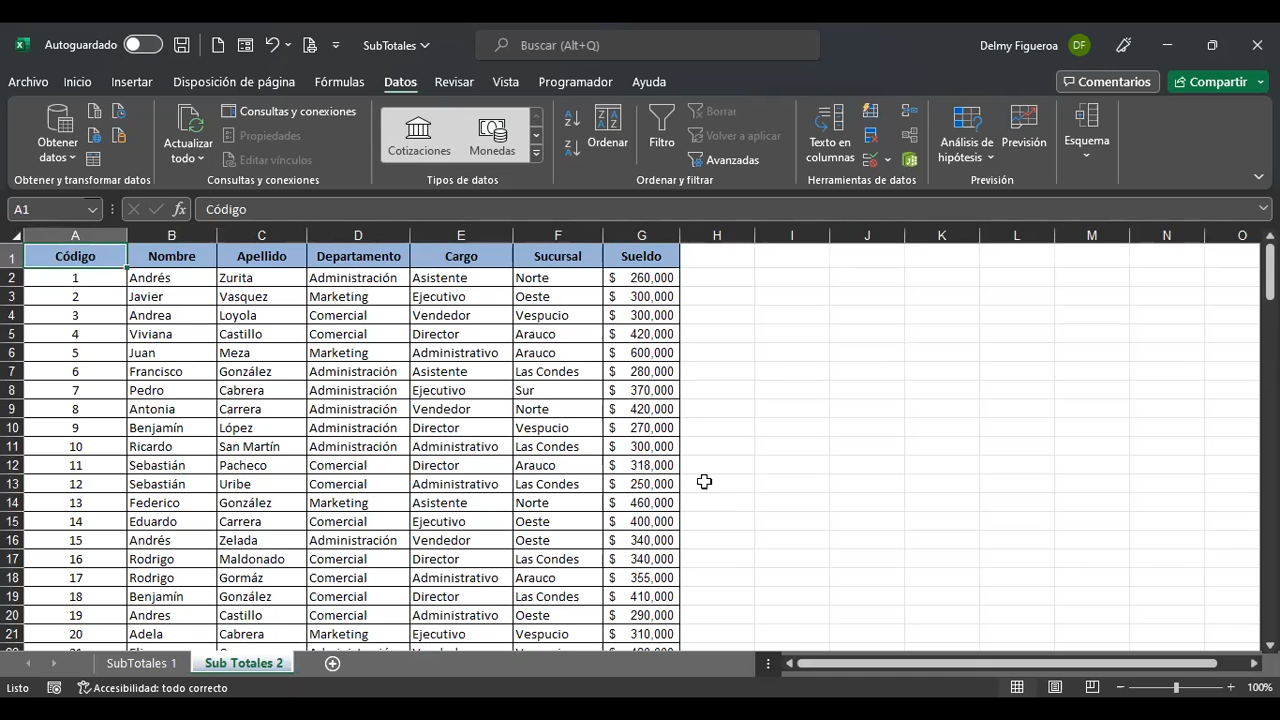 Autoguardado SubTotales Buscar (Alt+Q) Delmy Figueroa DF
Archivo Inicio Insertar Disposición de página Fórmulas Datos Revisar Vista Programador Ayuda Comentarios Compartir
Obtener datos
Actualizar todo
Consultas y conexiones
Propiedades
Editar vínculos
Cotizaciones
Monedas
Ordenar
Filtro
Borrar
Volver a aplicar
Avanzadas
Texto en columnas
Análisis de hipótesis
Previsión
Esquema
Obtener y transformar datos Consultas y conexiones Tipos de datos Ordenar y filtrar Herramientas de datos Previsión
A1 fx Código
A B C D E F G H I J K L M N O
1 Código Nombre Apellido Departamento Cargo Sucursal Sueldo
2 1 Andrés Zurita Administración Asistente Norte $ 260,000
3 2 Javier Vasquez Marketing Ejecutivo Oeste $ 300,000
4 3 Andrea Loyola Comercial Vendedor Vespucio $ 300,000
5 4 Viviana Castillo Comercial Director Arauco $ 420,000
6 5 Juan Meza Marketing Administrativo Arauco $ 600,000
7 6 Francisco González Administración Asistente Las Condes $ 280,000
8 7 Pedro Cabrera Administración Ejecutivo Sur $ 370,000
9 8 Antonia Carrera Administración Vendedor Norte $ 420,000
10 9 Benjamín López Administración Director Vespucio $ 270,000
11 10 Ricardo San Martín Administración Administrativo Las Condes $ 300,000
12 11 Sebastián Pacheco Comercial Director Arauco $ 318,000
13 12 Sebastián Uribe Comercial Administrativo Las Condes $ 250,000
14 13 Federico González Marketing Asistente Norte $ 460,000
15 14 Eduardo Carrera Comercial Ejecutivo Oeste $ 400,000
16 15 Andrés Zelada Administración Vendedor Oeste $ 340,000
17 16 Rodrigo Maldonado Comercial Director Las Condes $ 340,000
18 17 Rodrigo Gormáz Comercial Administrativo Arauco $ 355,000
19 18 Benjamín González Comercial Director Las Condes $ 410,000
20 19 Andres Castillo Comercial Administrativo Oeste $ 290,000
21 20 Adela Cabrera Marketing Ejecutivo Vespucio $ 310,000
SubTotales 1 Sub Totales 2
Listo Accesibilidad: todo correcto 100%